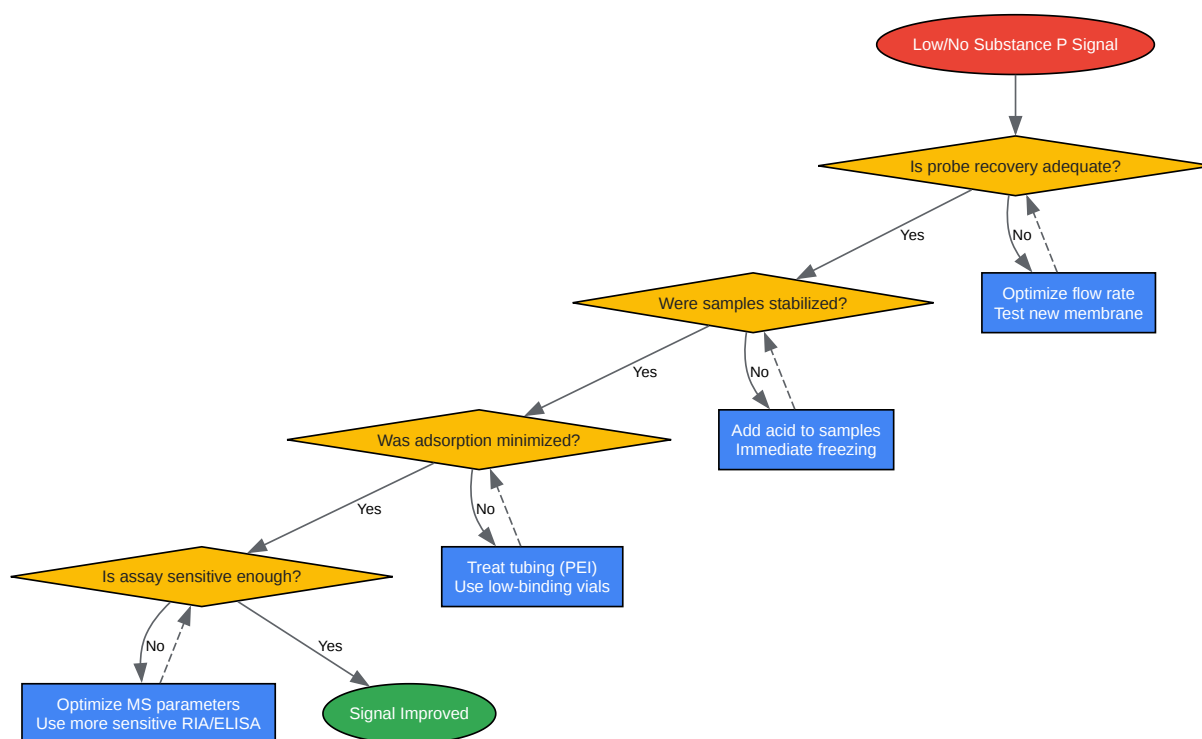 Low/No Substance P Signal
Is probe recovery adequate?
Yes
No
Optimize flow rate
Test new membrane
Were samples stabilized?
Yes
No
Add acid to samples
Immediate freezing
Was adsorption minimized?
Yes
No
Treat tubing (PEI)
Use low-binding vials
Is assay sensitive enough?
No
Yes
Optimize MS parameters
Use more sensitive RIA/ELISA
Signal Improved